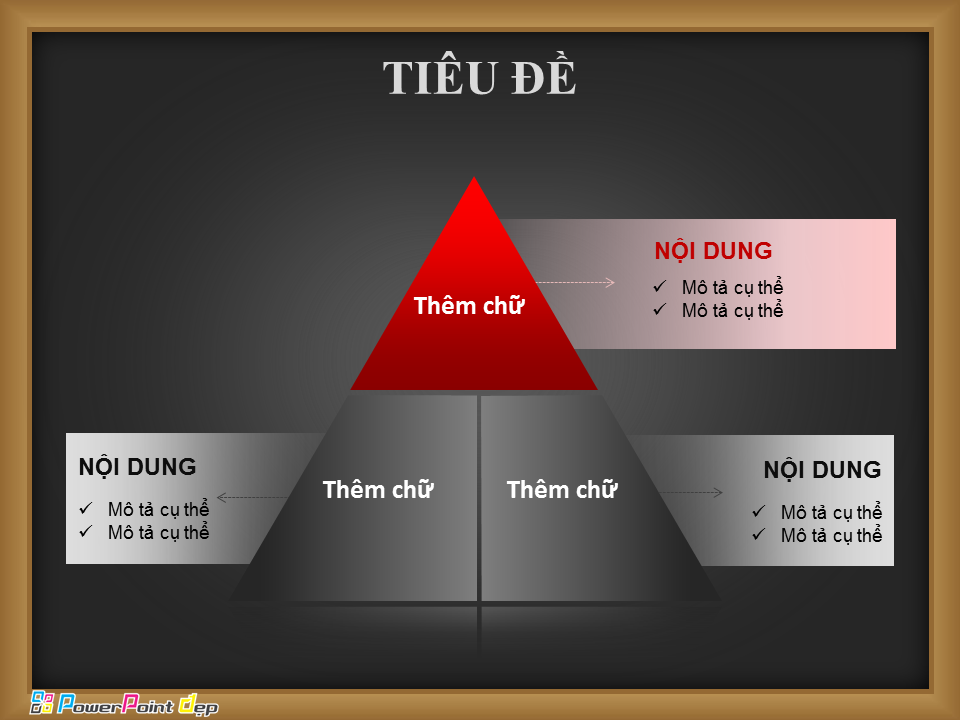 TIÊU ĐỀ
Thêm chữ
NỘI DUNG
✓ Mô tả cụ thể
✓ Mô tả cụ thể
NỘI DUNG
✓ Mô tả cụ thể
✓ Mô tả cụ thể
Thêm chữ
Thêm chữ
NỘI DUNG
✓ Mô tả cụ thể
✓ Mô tả cụ thể
PowerPoint đẹp